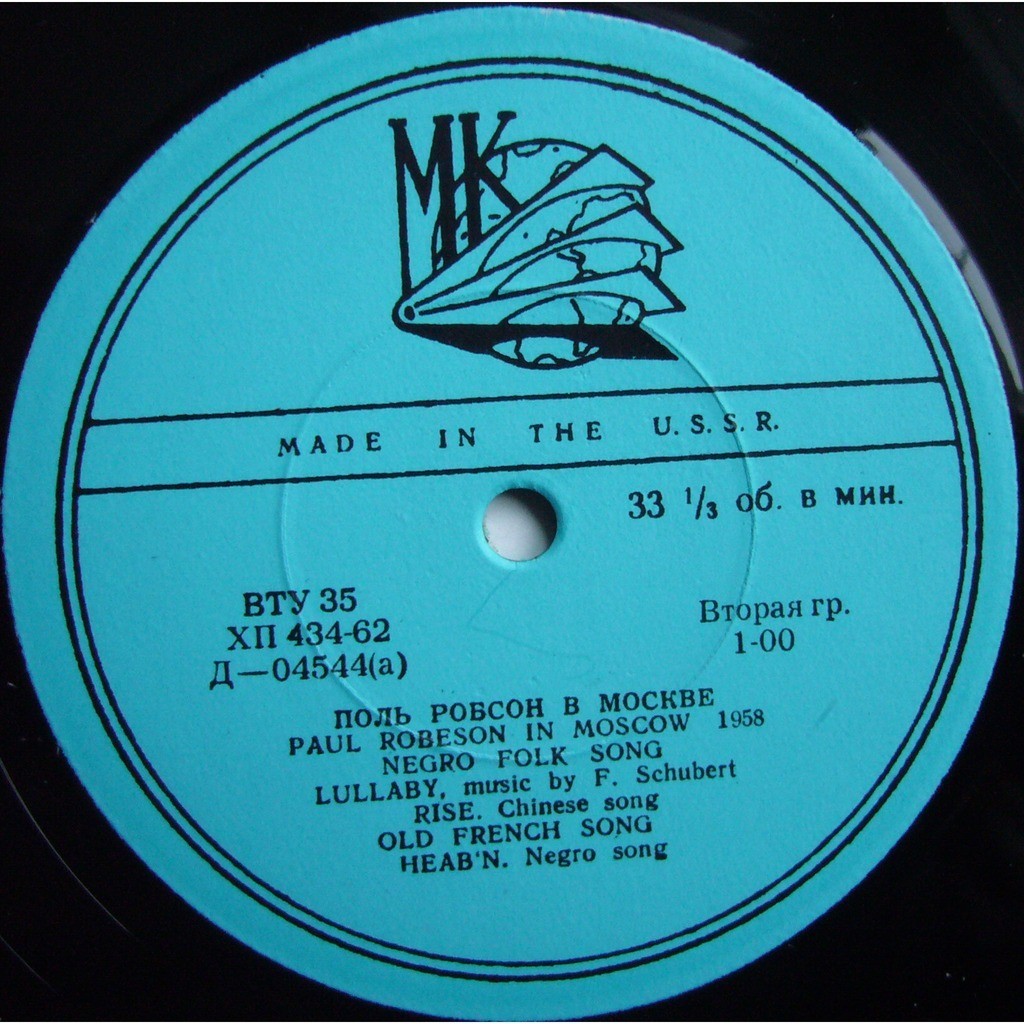 МК
MADE IN THE U.S.S.R.
33 1/3 об. в мин.
ВТУ 35
ХП 434-62
Д—04544(а)
Вторая гр.
1-00
ПОЛЬ РОБСОН В МОСКВЕ
PAUL ROBESON IN MOSCOW 1958
NEGRO FOLK SONG
LULLABY, music by F. Schubert
RISE. Chinese song
OLD FRENCH SONG
HEAB'N. Negro song